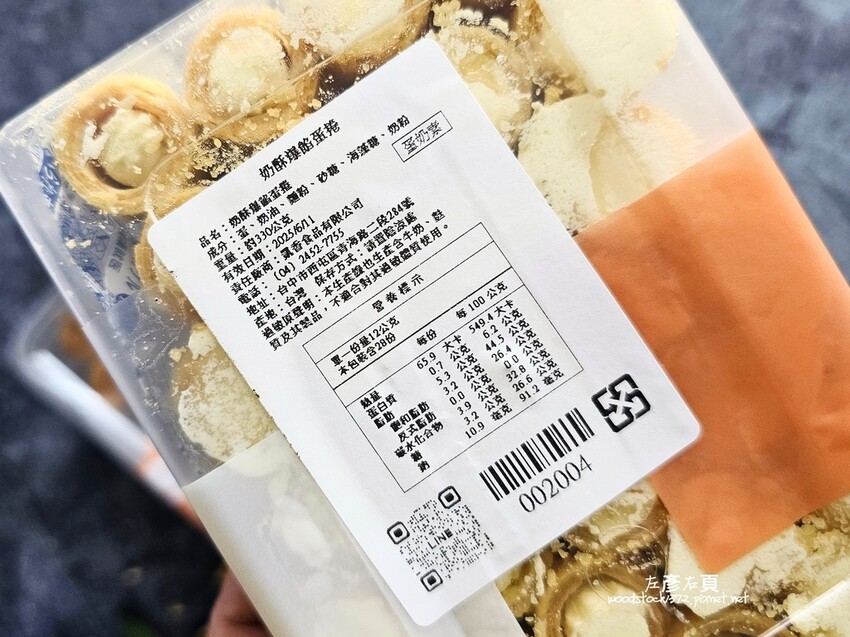 奶酥爆餡蛋捲
品名：奶酥爆餡蛋捲
成分：蛋、奶油、麵粉、砂糖、海藻糖、奶粉
蛋奶素
重量：約330公克
有效日期：2025/6/11
責任廠商：賞香食品有限公司
電話：(04) 2452-7755
地址：台中市西屯區青海路二段284號
產地：台灣 保存方式：請置陰涼處
過敏原聲明：本生產線也生產含牛奶、麩
質及其製品，不適合對其過敏體質使用。
營養標示
單一份量12公克
本包裝含28份
每份 每 100 公克
熱量 65.9 大卡 549.4 大卡
蛋白質 0.7 公克 6.2 公克
脂肪 5.3 公克 44.5 公克
飽和脂肪 3.2 公克 26.4 公克
反式脂肪 0.0 公克 0.0 公克
碳水化合物 3.9 公克 32.8 公克
糖 3.2 公克 26.6 公克
鈉 10.9 毫克 91.2 毫克
002004
LINE
左彥右頁
woodstock372.pixnet.net